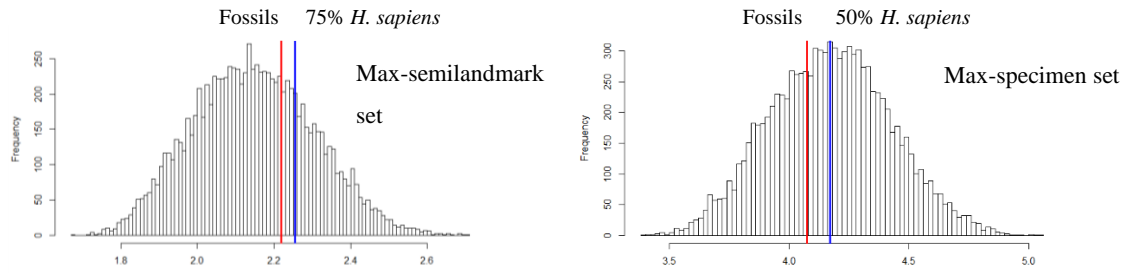 Fossils 75% H. sapiens
Max-semilandmark
set
Frequency
250
200
150
100
50
0
1.8 2.0 2.2 2.4 2.6
Fossils 50% H. sapiens
Max-specimen set
Frequency
300
250
200
150
100
50
0
3.5 4.0 4.5 5.0